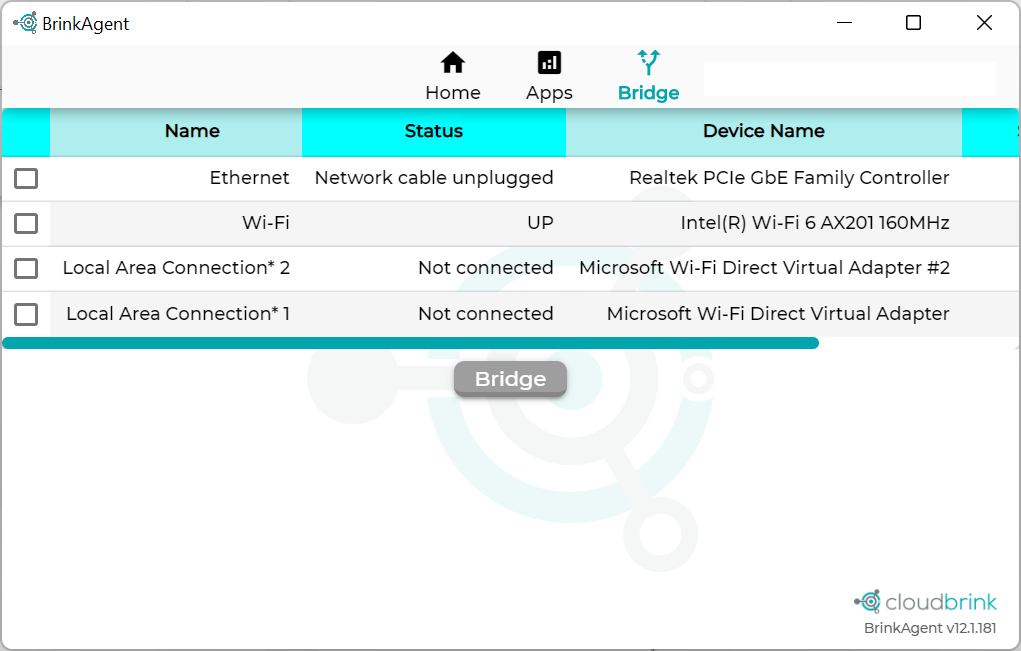 BrinkAgent
Home Apps Bridge
Name Status Device Name
Ethernet Network cable unplugged Realtek PCIe GbE Family Controller
Wi-Fi UP Intel(R) Wi-Fi 6 AX201 160MHz
Local Area Connection* 2 Not connected Microsoft Wi-Fi Direct Virtual Adapter #2
Local Area Connection* 1 Not connected Microsoft Wi-Fi Direct Virtual Adapter
Bridge
cloudbrink
BrinkAgent v12.1.181